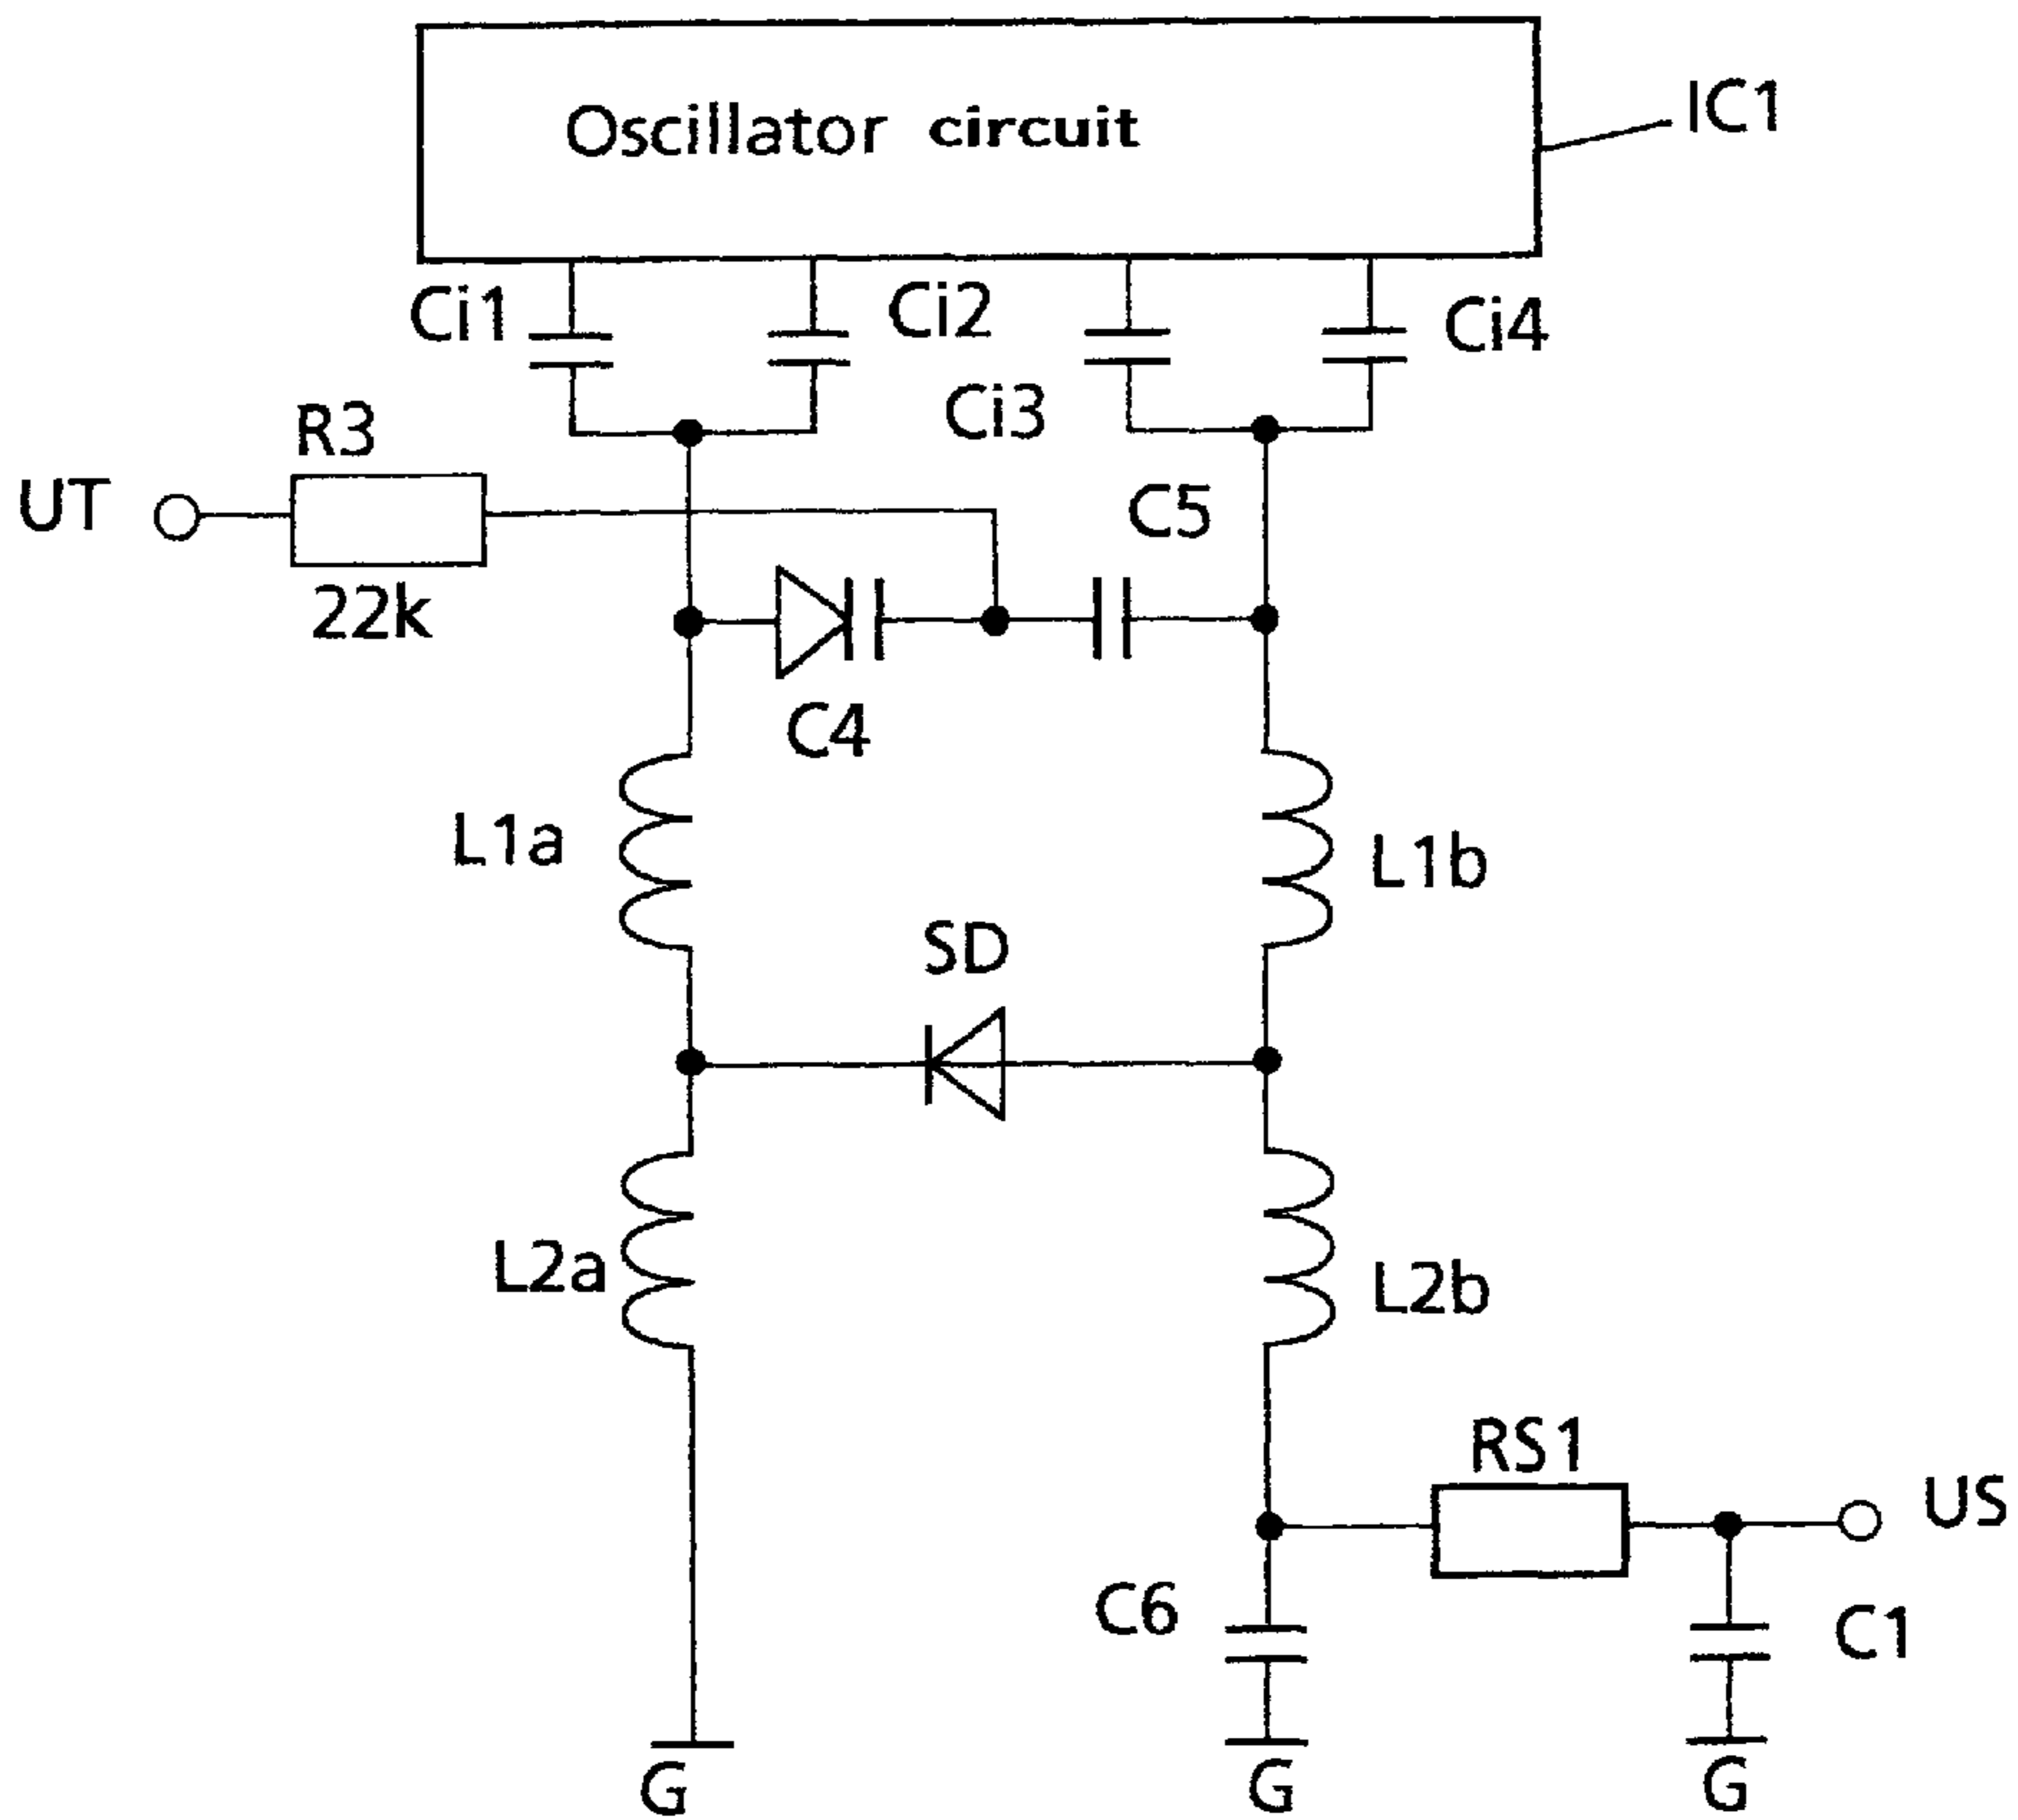 Oscillator circuit
IC1
Ci1
Ci2
Ci4
Ci3
R3
UT
C5
22k
C4
L1a
L1b
SD
L2a
L2b
RS1
US
C6
C1
G
G
G